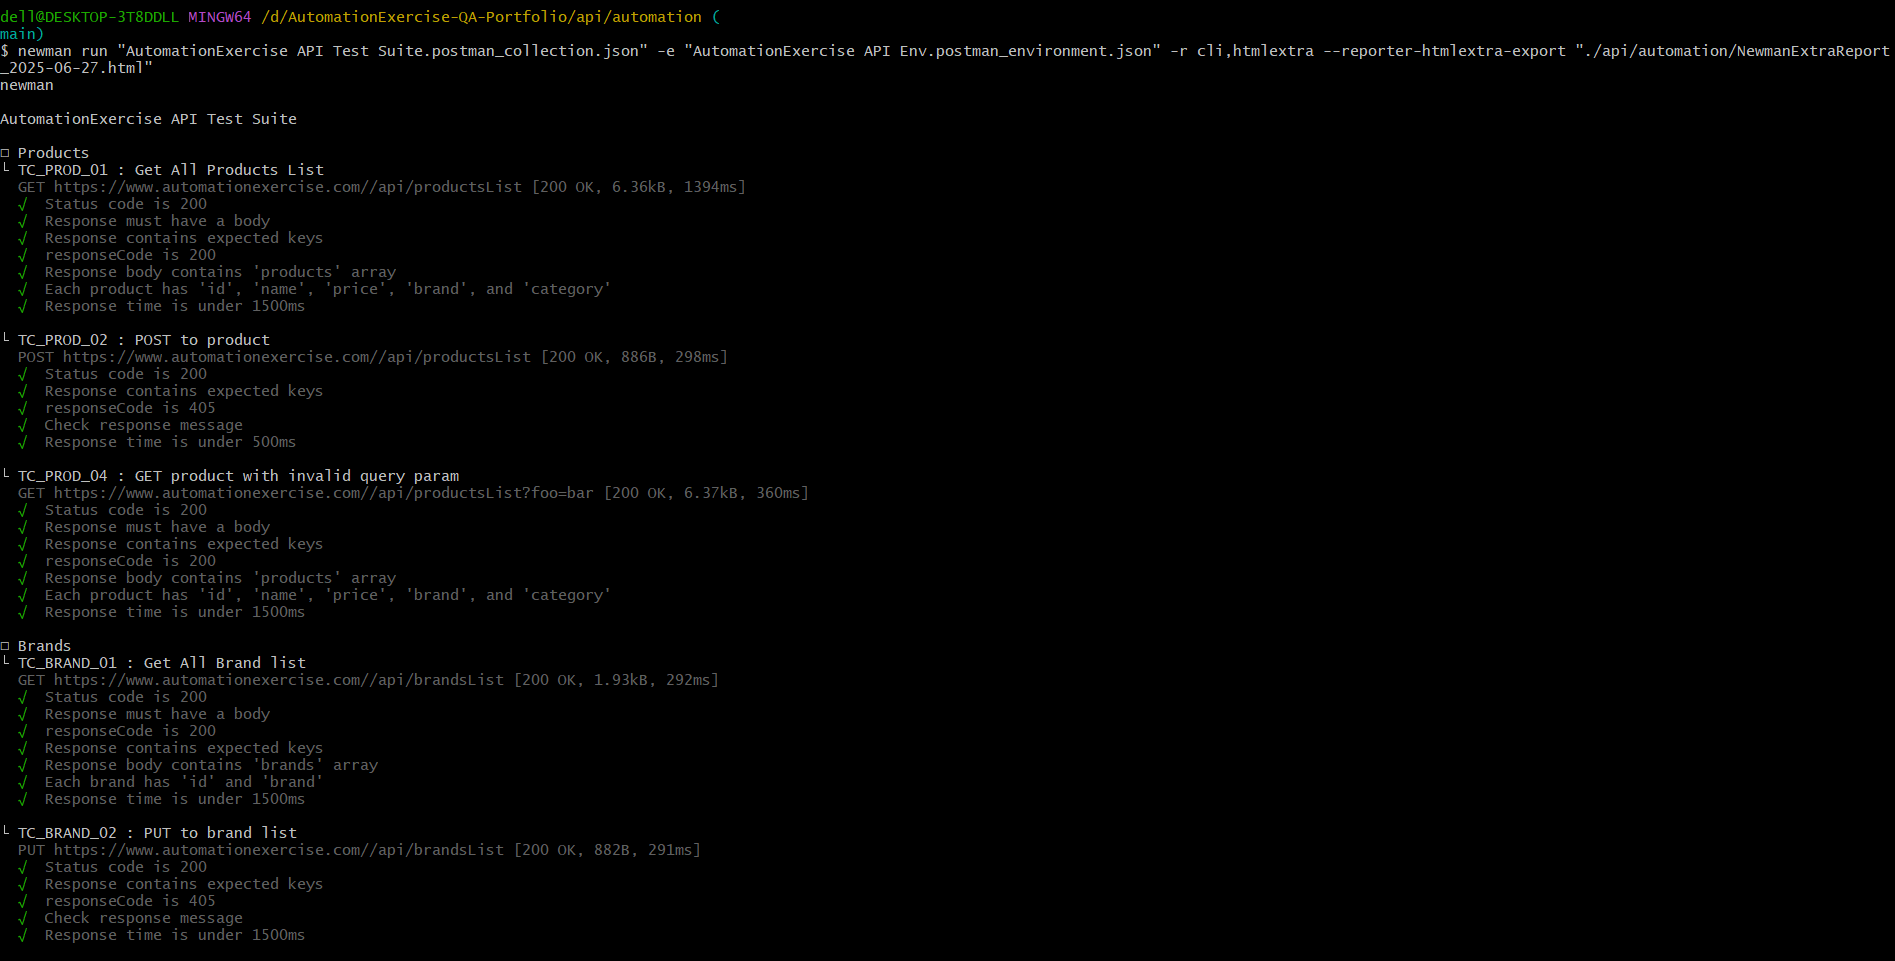 dell@DESKTOP-3T8DDLL MINGW64 /d/AutomationExercise-QA-Portfolio/api/automation (
main)
$ newman run "AutomationExercise API Test Suite.postman_collection.json" -e "AutomationExercise API Env.postman_environment.json" -r cli,htmlextra --reporter-htmlextra-export "./api/automation/NewmanExtraReport
_2025-06-27.html"
newman
AutomationExercise API Test Suite
□ Products
└ TC_PROD_01 : Get All Products List
GET https://www.automationexercise.com//api/productsList [200 OK, 6.36kB, 1394ms]
√ Status code is 200
√ Response must have a body
√ Response contains expected keys
√ responseCode is 200
√ Response body contains 'products' array
√ Each product has 'id', 'name', 'price', 'brand', and 'category'
√ Response time is under 1500ms
└ TC_PROD_02 : POST to product
POST https://www.automationexercise.com//api/productsList [200 OK, 886B, 298ms]
√ Status code is 200
√ Response contains expected keys
√ responseCode is 405
√ Check response message
√ Response time is under 500ms
└ TC_PROD_04 : GET product with invalid query param
GET https://www.automationexercise.com//api/productsList?foo=bar [200 OK, 6.37kB, 360ms]
√ Status code is 200
√ Response must have a body
√ Response contains expected keys
√ responseCode is 200
√ Response body contains 'products' array
√ Each product has 'id', 'name', 'price', 'brand', and 'category'
√ Response time is under 1500ms
□ Brands
└ TC_BRAND_01 : Get All Brand list
GET https://www.automationexercise.com//api/brandsList [200 OK, 1.93kB, 292ms]
√ Status code is 200
√ Response must have a body
√ responseCode is 200
√ Response contains expected keys
√ Response body contains 'brands' array
√ Each brand has 'id' and 'brand'
√ Response time is under 1500ms
└ TC_BRAND_02 : PUT to brand list
PUT https://www.automationexercise.com//api/brandsList [200 OK, 882B, 291ms]
√ Status code is 200
√ Response contains expected keys
√ responseCode is 405
√ Check response message
√ Response time is under 1500ms